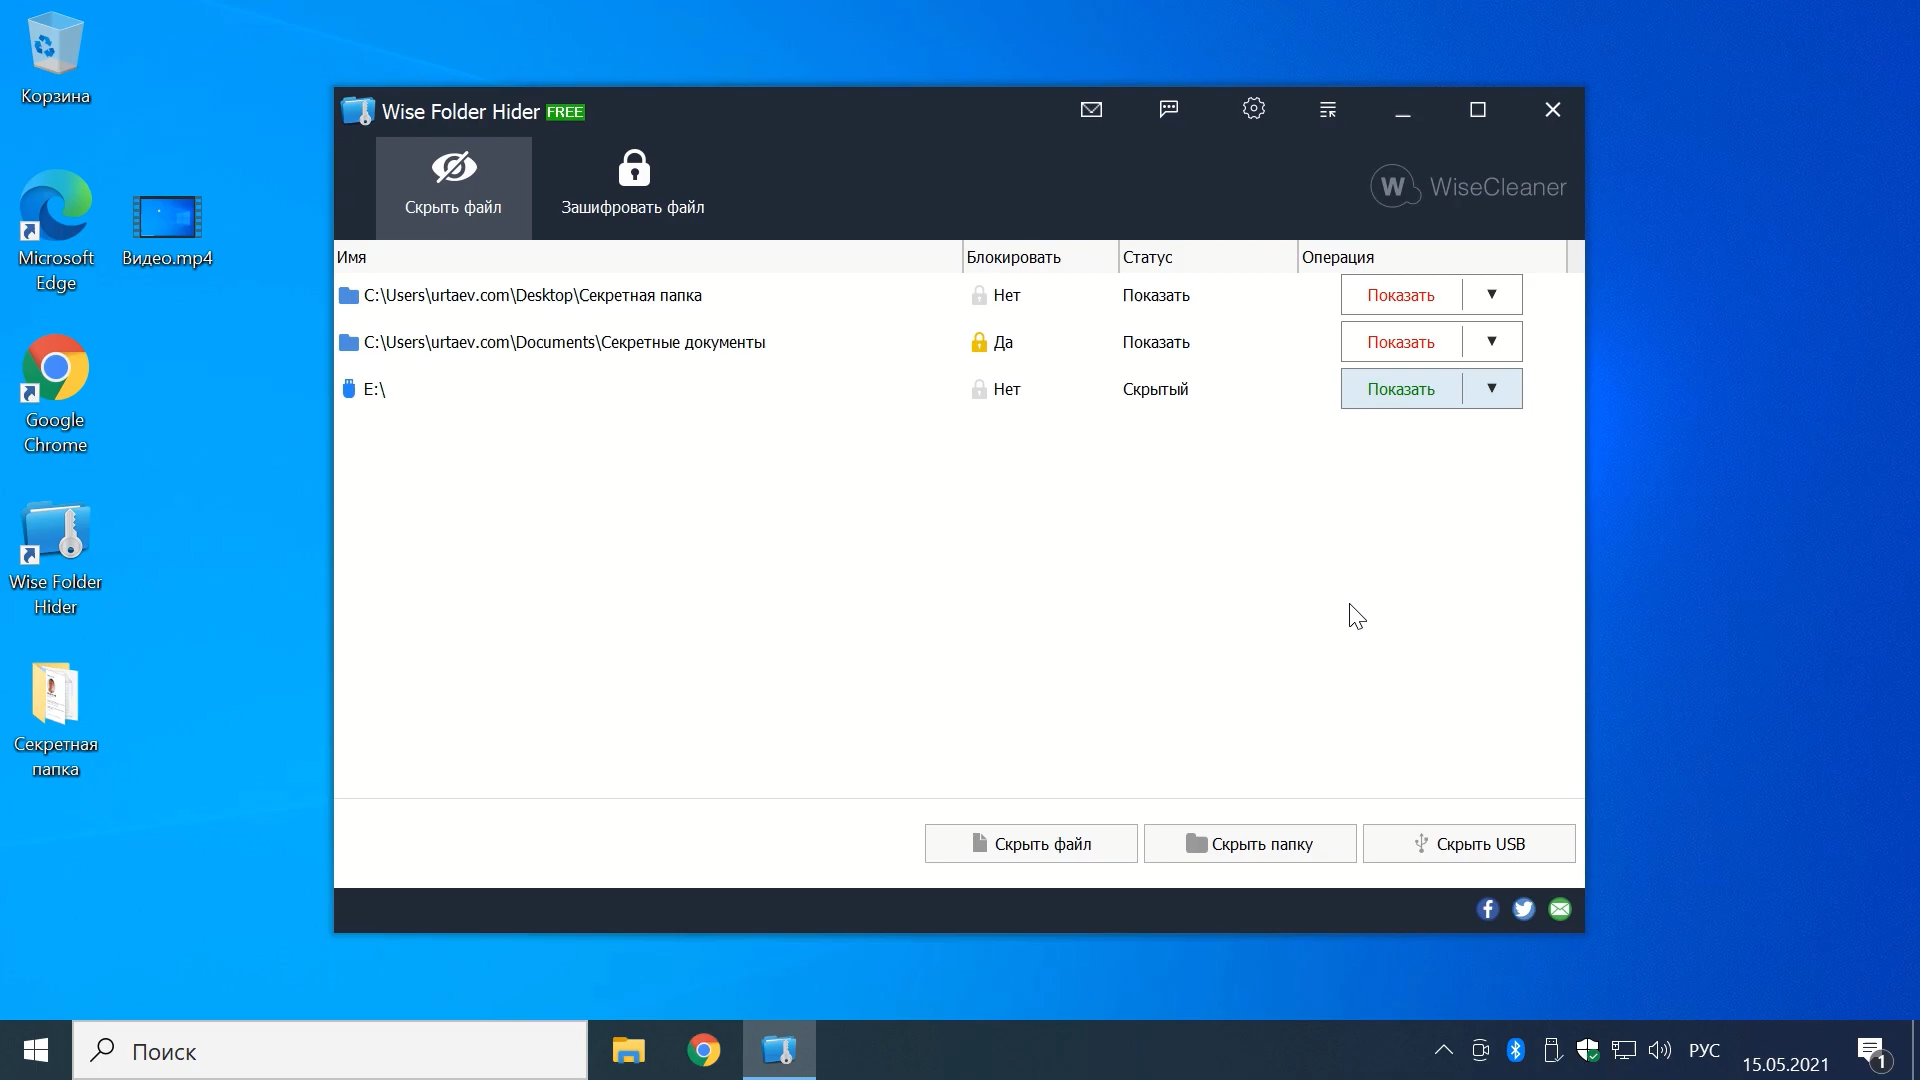 Корзина
Microsoft
Edge
Видео.mp4
Google
Chrome
Wise Folder
Hider
Секретная
папка
Wise Folder Hider FREE
Скрыть файл
Зашифровать файл
W WiseCleaner
Имя Блокировать Статус Операция
C:\Users\urtaev.com\Desktop\Секретная папка Нет Показать Показать
C:\Users\urtaev.com\Documents\Секретные документы Да Показать Показать
E:\ Нет Скрытый Показать
Скрыть файл Скрыть папку Скрыть USB
Поиск
РУС
15.05.2021
1